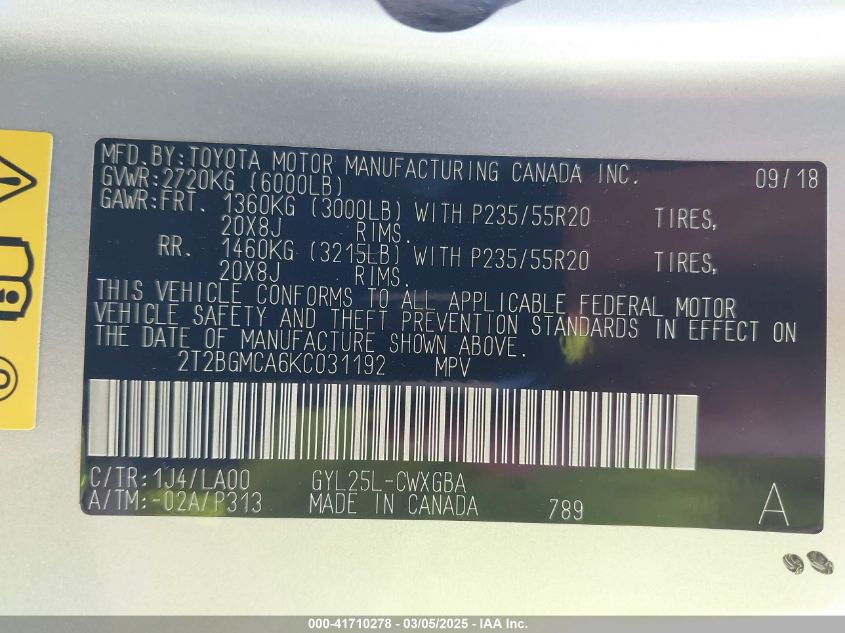 MFD.BY:TOYOTA MOTOR MANUFACTURING CANADA INC. 09/18
GVWR:2720KG (6000LB)
GAWR:FRT. 1360KG (3000LB) WITH P235/55R20 TIRES,
20X8J RIMS.
RR. 1460KG (3215LB) WITH P235/55R20 TIRES,
20X8J RIMS.
THIS VEHICLE CONFORMS TO ALL APPLICABLE FEDERAL MOTOR
VEHICLE SAFETY AND THEFT PREVENTION STANDARDS IN EFFECT ON
THE DATE OF MANUFACTURE SHOWN ABOVE.
2T2BGMCA6KC031192 MPV
C/TR:1J4/LA00 GYL25L-CWXGBA
A/TM:-02A/P313 MADE IN CANADA 789 A
000-41710278 - 03/05/2025 - IAA Inc.